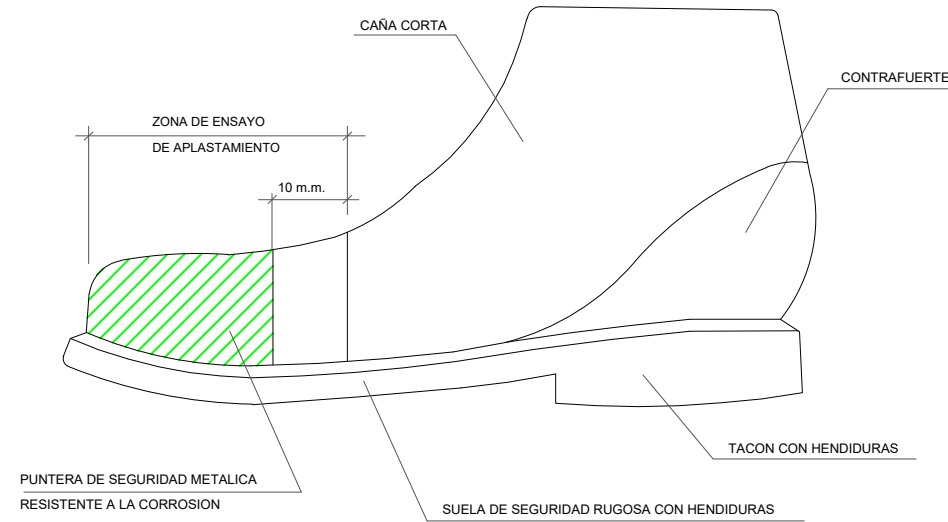 CAÑA CORTA
CONTRAFUERTE
ZONA DE ENSAYO
DE APLASTAMIENTO
10 m.m.
TACON CON HENDIDURAS
PUNTERA DE SEGURIDAD METALICA
RESISTENTE A LA CORROSION
SUELA DE SEGURIDAD RUGOSA CON HENDIDURAS